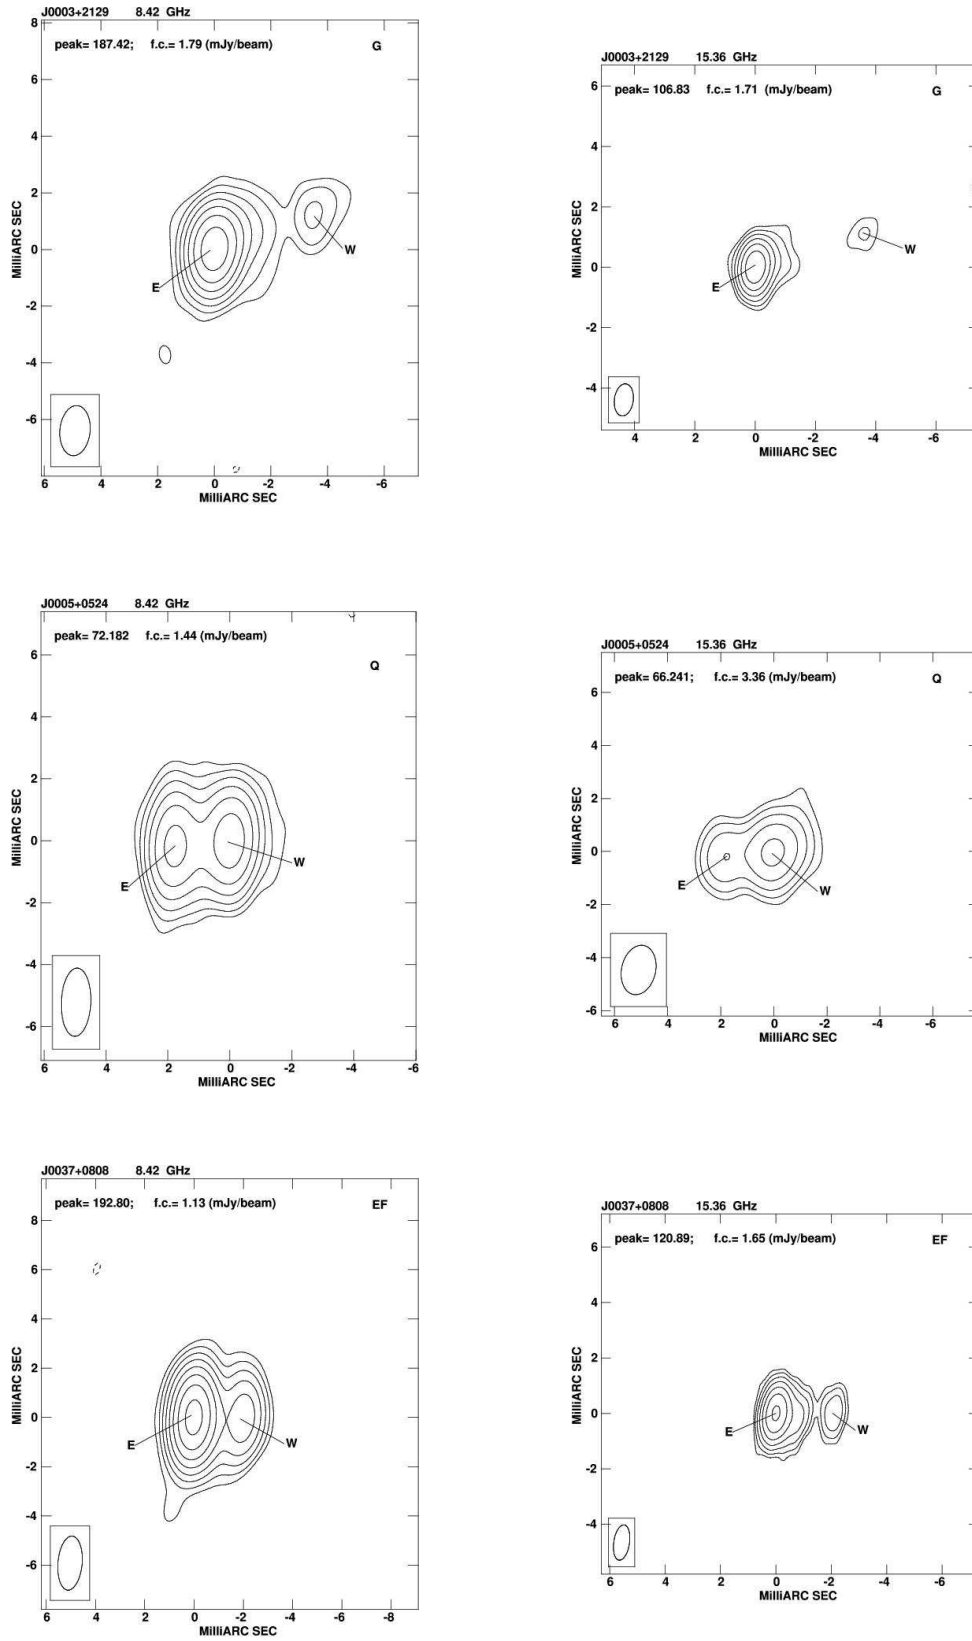 J0003+2129 8.42 GHz
peak= 187.42; f.c.= 1.79 (mJy/beam) G
8
6
4
2
0
-2
-4
-6
MilliARC SEC
E
W
6 4 2 0 -2 -4 -6
MilliARC SEC
J0003+2129 15.36 GHz
peak= 106.83 f.c.= 1.71 (mJy/beam) G
6
4
2
0
-2
-4
MilliARC SEC
E
W
4 2 0 -2 -4 -6
MilliARC SEC
J0005+0524 8.42 GHz
peak= 72.182 f.c.= 1.44 (mJy/beam)
Q
6
4
2
0
-2
-4
-6
MilliARC SEC
E
W
6 4 2 0 -2 -4 -6
MilliARC SEC
J0005+0524 15.36 GHz
peak= 66.241; f.c.= 3.36 (mJy/beam) Q
6
4
2
0
-2
-4
-6
MilliARC SEC
E
W
6 4 2 0 -2 -4 -6
MilliARC SEC
J0037+0808 8.42 GHz
peak= 192.80; f.c.= 1.13 (mJy/beam) EF
8
6
4
2
0
-2
-4
-6
MilliARC SEC
E
W
6 4 2 0 -2 -4 -6 -8
MilliARC SEC
J0037+0808 15.36 GHz
peak= 120.89; f.c.= 1.65 (mJy/beam) EF
6
4
2
0
-2
-4
MilliARC SEC
E
W
6 4 2 0 -2 -4 -6
MilliARC SEC